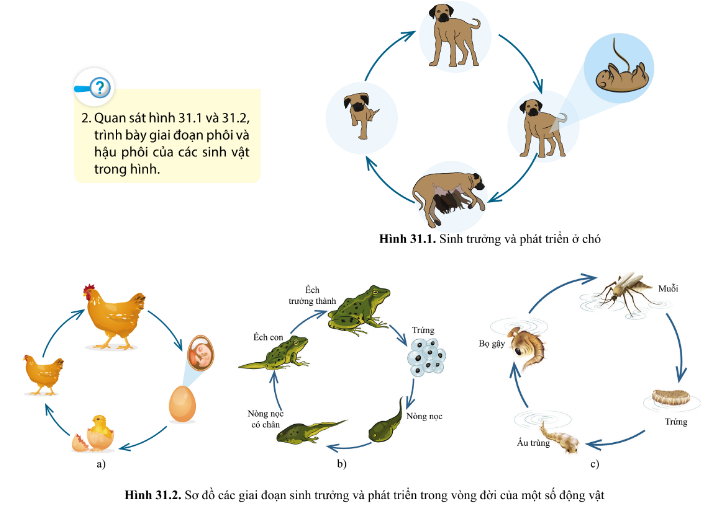 ?
2. Quan sát hình 31.1 và 31.2,
trình bày giai đoạn phôi và
hậu phôi của các sinh vật
trong hình.
Hình 31.1. Sinh trưởng và phát triển ở chó
a)
Ếch
trưởng thành
Trứng
Nòng nọc
Nòng nọc
có chân
Ếch con
b)
Muỗi
Trứng
Ấu trùng
Bọ gậy
c)
Hình 31.2. Sơ đồ các giai đoạn sinh trưởng và phát triển trong vòng đời của một số động vật